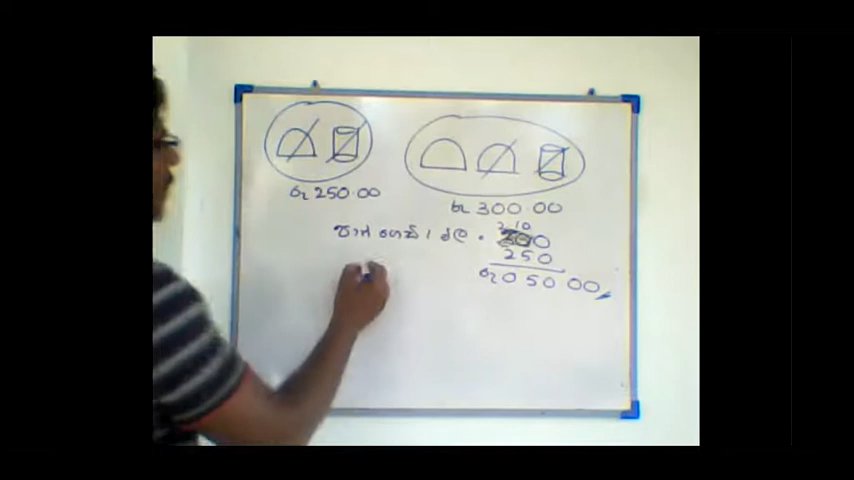 රු 250.00
රු 300.00
පාන් ගෙඩි 1 මිල =
2 10
300
250
රු 050 00